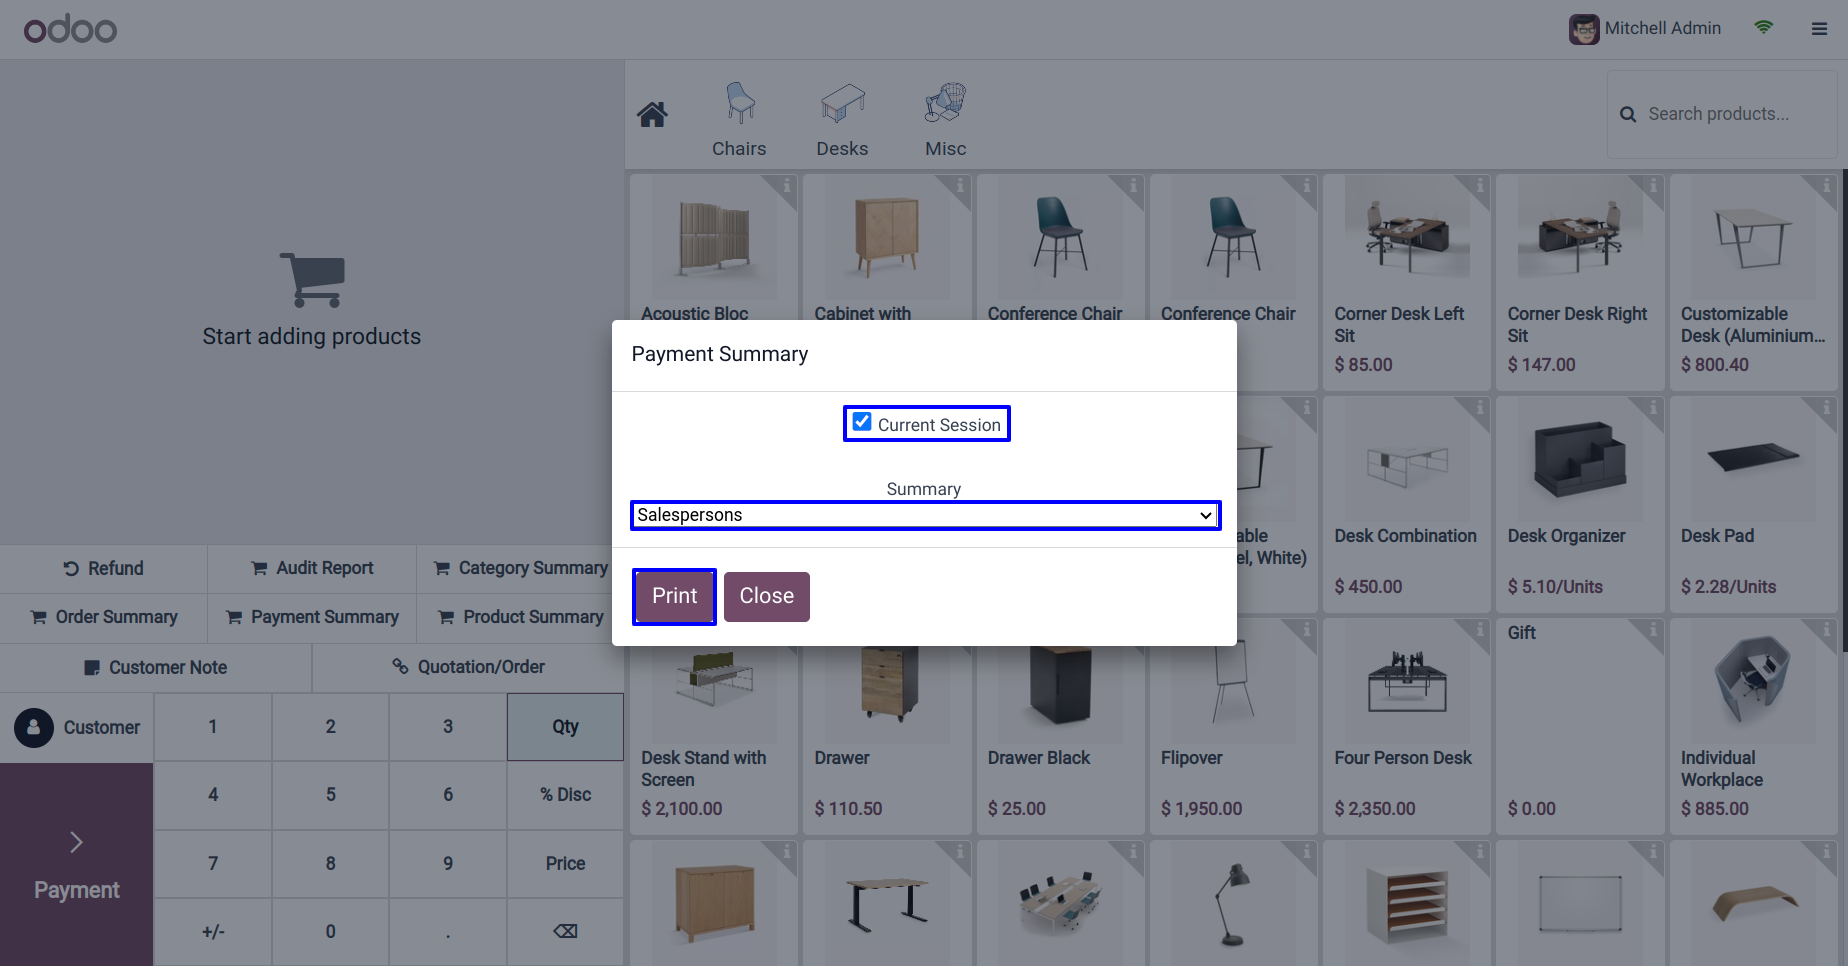 odoo
Mitchell Admin
Chairs
Desks
Misc
Search products...
Start adding products
Acoustic Bloc
Cabinet with
Conference Chair
Conference Chair
Corner Desk Left
Sit
$ 85.00
Corner Desk Right
Sit
$ 147.00
Customizable
Desk (Aluminium...
$ 800.40
Payment Summary
Current Session
Summary
Salespersons
Print
Close
able
el, White)
Desk Combination
$ 450.00
Desk Organizer
$ 5.10/Units
Desk Pad
$ 2.28/Units
Refund
Audit Report
Category Summary
Order Summary
Payment Summary
Product Summary
Customer Note
Quotation/Order
Customer
1
2
3
Qty
4
5
6
% Disc
7
8
9
Price
+/-
0
.
Payment
Desk Stand with
Screen
$ 2,100.00
Drawer
$ 110.50
Drawer Black
$ 25.00
Flipover
$ 1,950.00
Four Person Desk
$ 2,350.00
Gift
$ 0.00
Individual
Workplace
$ 885.00